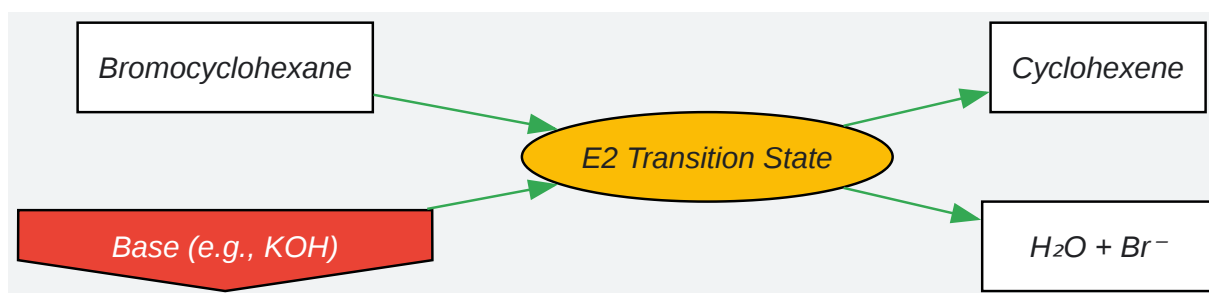 Bromocyclohexane
Cyclohexene
E2 Transition State
Base (e.g., KOH)
H₂O + Br⁻